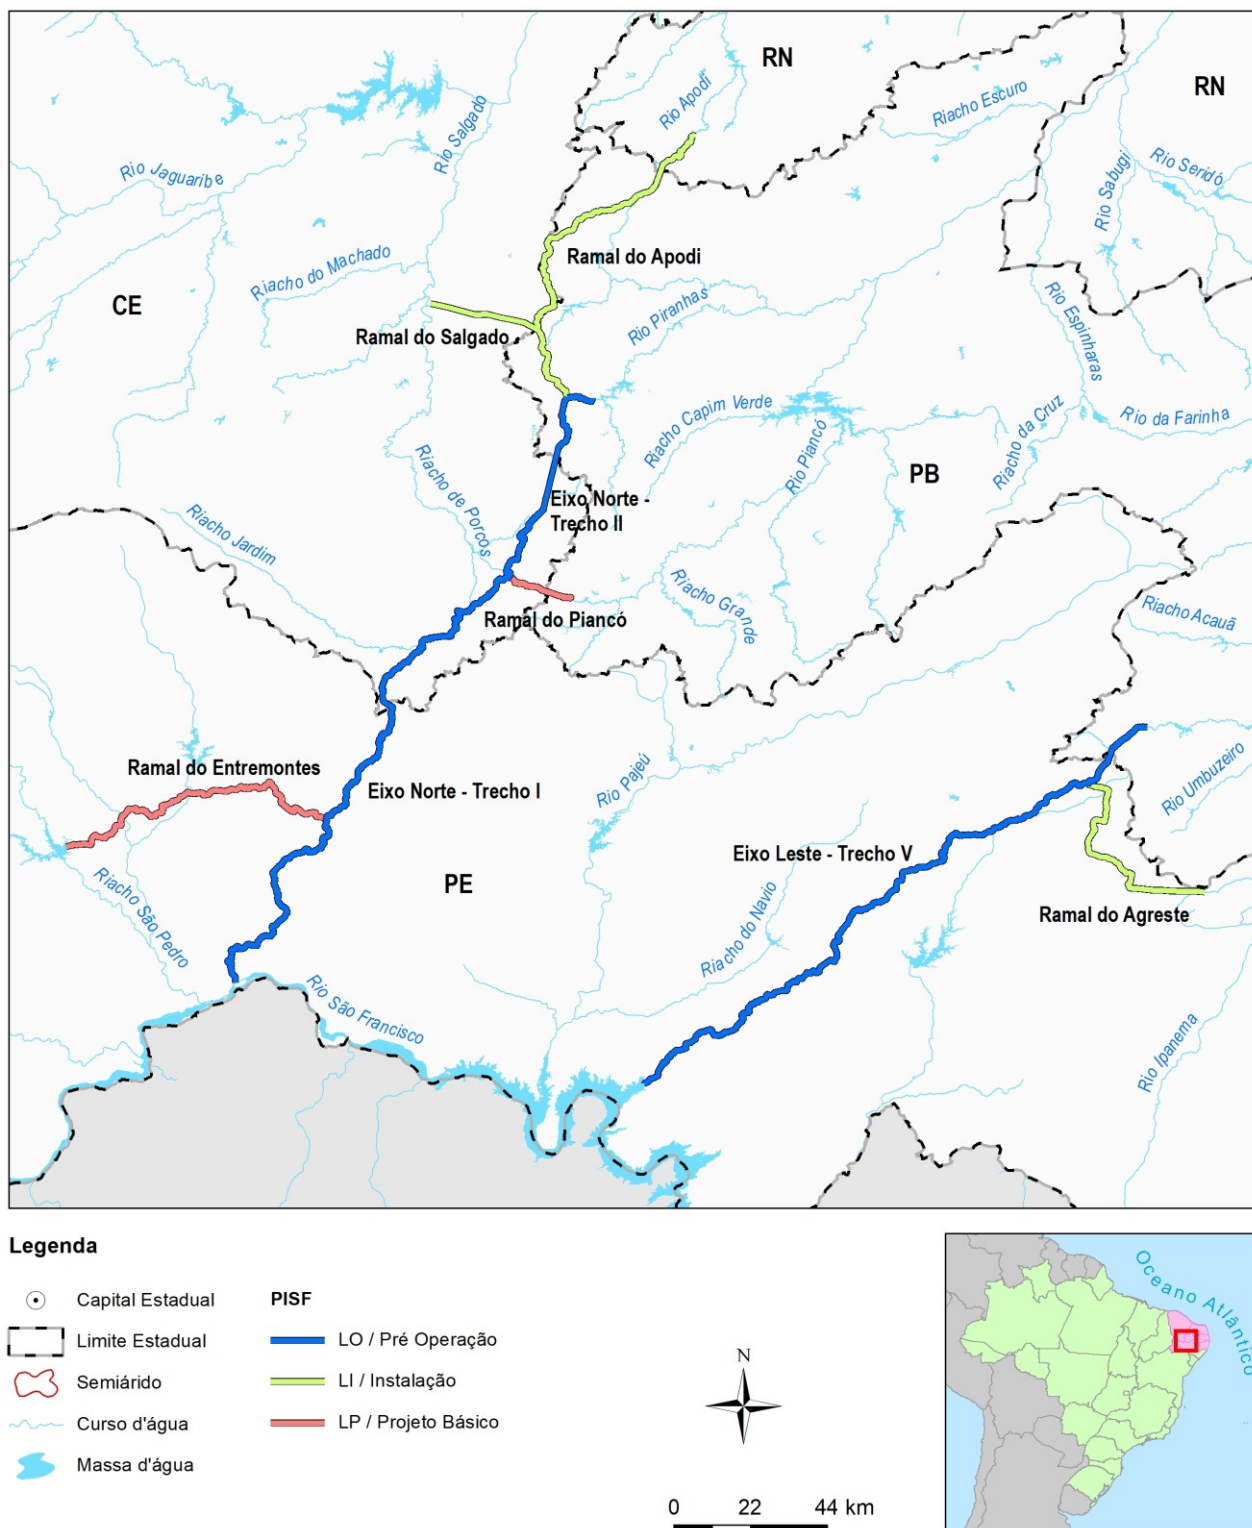 RN
RN
Rio Apodi
Riacho Escuro
Rio Salgado
Rio Jaguaribe
Rio Sabugi
Rio Seridó
Riacho do Machado
Ramal do Apodi
CE
Rio Piranhas
Rio Espinharas
Ramal do Salgado
Riacho Capim Verde
Riacho da Cruz
Rio da Farinha
Rio Piancó
PB
Riacho de Porcos
Eixo Norte -
Trecho II
Riacho Jardim
Riacho Grande
Ramal do Piancó
Riacho Acauã
Ramal do Entremontes
Eixo Norte - Trecho I
Rio Pajeú
Rio Umbuzeiro
Eixo Leste - Trecho V
PE
Riacho São Pedro
Riacho do Navio
Ramal do Agreste
Rio São Francisco
Rio Ipanema
Legenda
Capital Estadual
Limite Estadual
Semiárido
Curso d'água
Massa d'água
PISF
LO / Pré Operação
LI / Instalação
LP / Projeto Básico
N
0 22 44 km
Oceano Atlântico